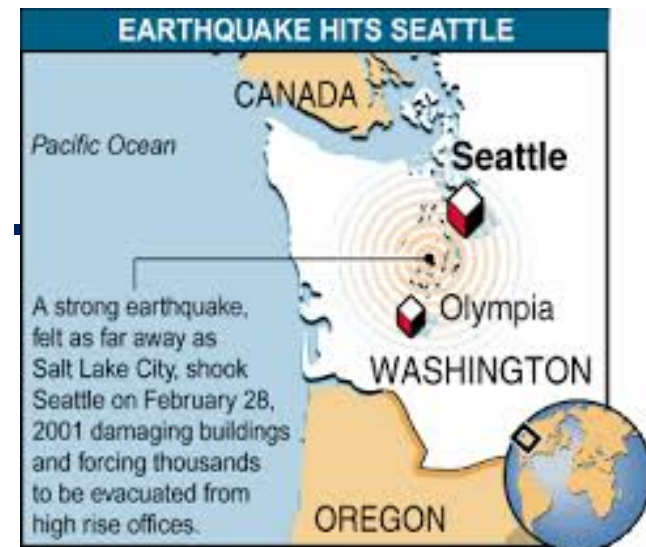 EARTHQUAKE HITS SEATTLE
CANADA
Pacific Ocean
Seattle
A strong earthquake,
felt as far away as
Salt Lake City, shook
Seattle on February 28,
2001 damaging buildings
and forcing thousands
to be evacuated from
high rise offices.
Olympia
WASHINGTON
OREGON